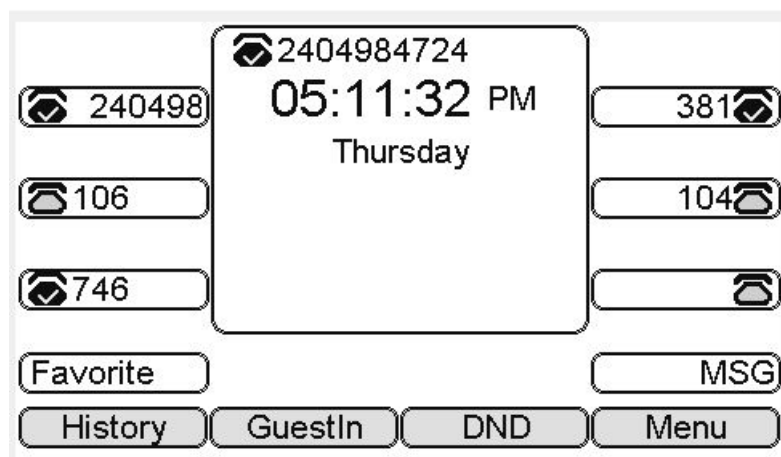 2404984724
240498
05:11:32 PM
381
Thursday
106
104
746
Favorite
MSG
History GuestIn DND Menu